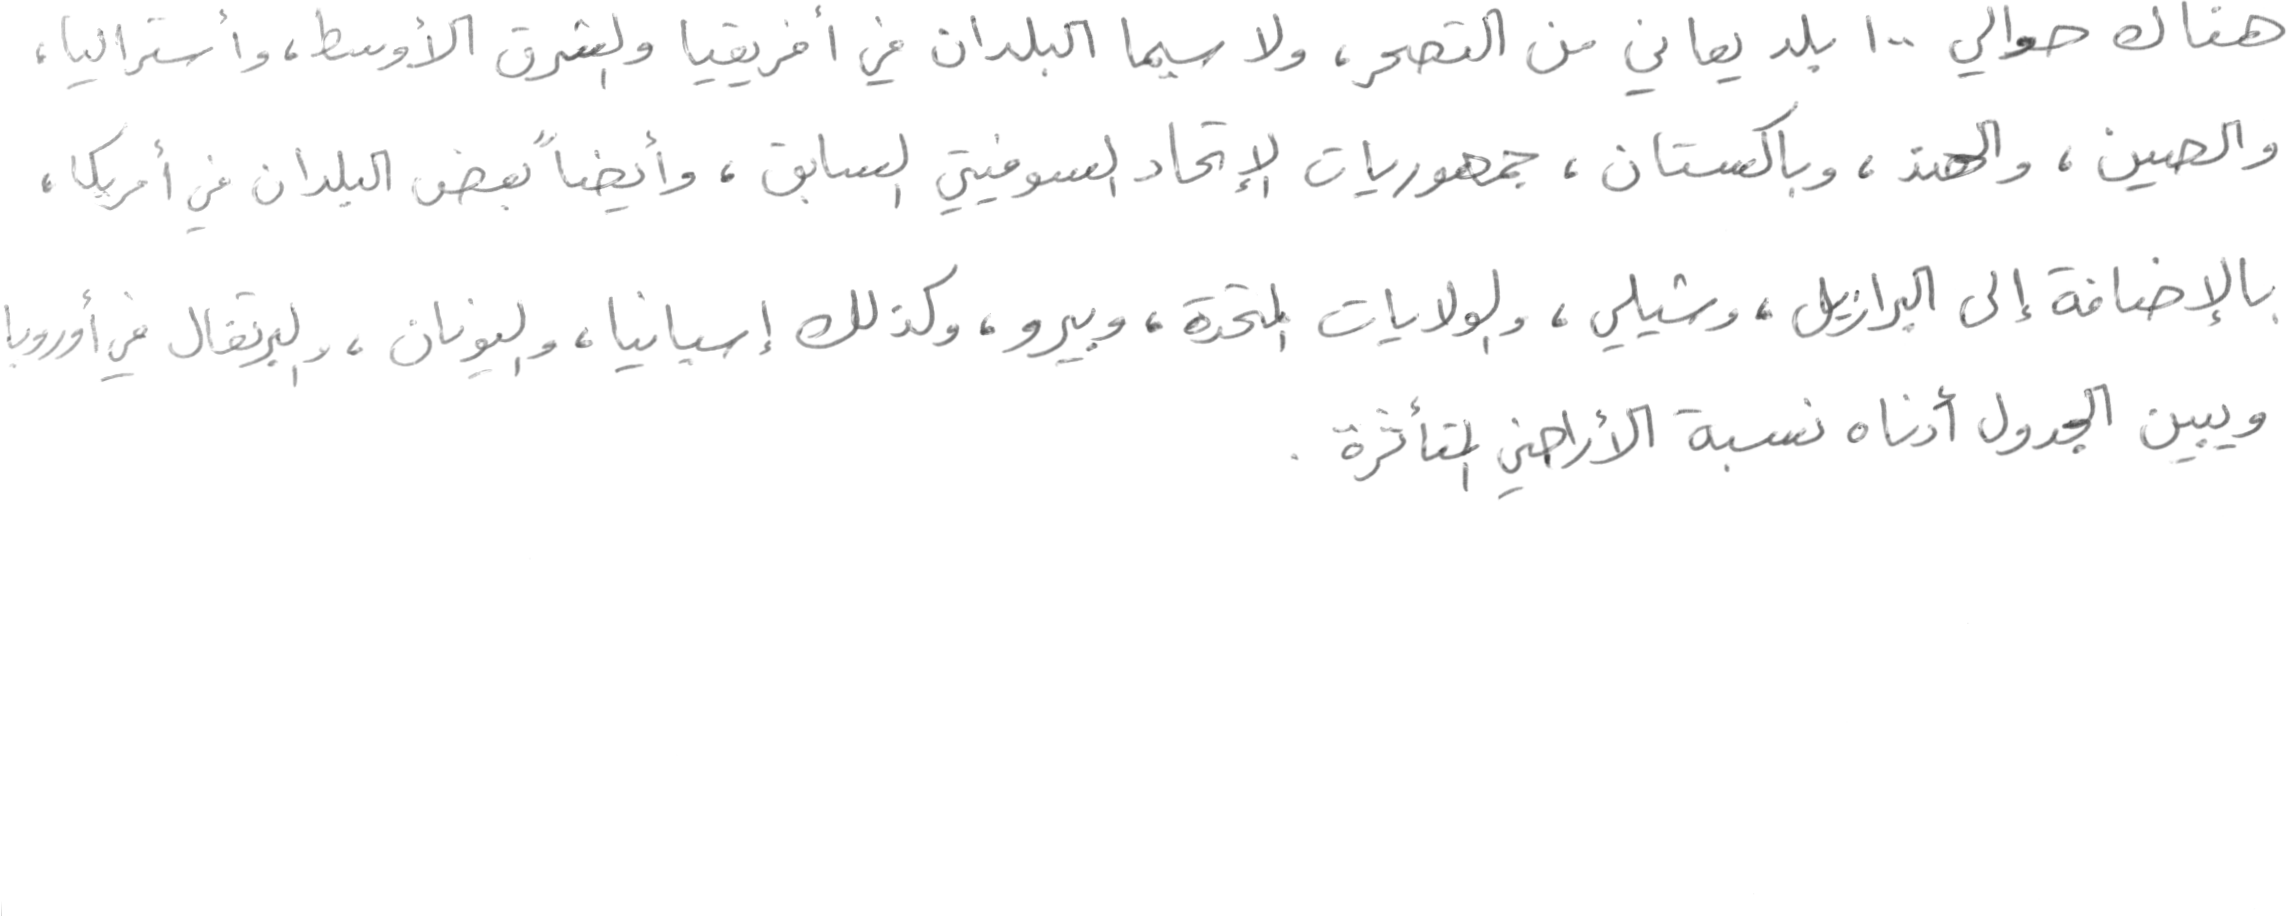 هناك حوالي ١٠٠ بلد يعاني من التصحر، ولا سيما البلدان في أفريقيا والشرق الأوسط، وأستراليا،
والصين، والهند، وباكستان، جمهوريات الإتحاد السوفيتي السابق، وأيضاً بعض البلدان في أمريكا،
بالإضافة إلى البرازيل، وشيلي، والولايات المتحدة، وبيرو، وكذلك إسبانيا، واليونان، والبرتقال في أوروبا
ويبين الجدول أدناه نسبة الأراضي المتأثرة.